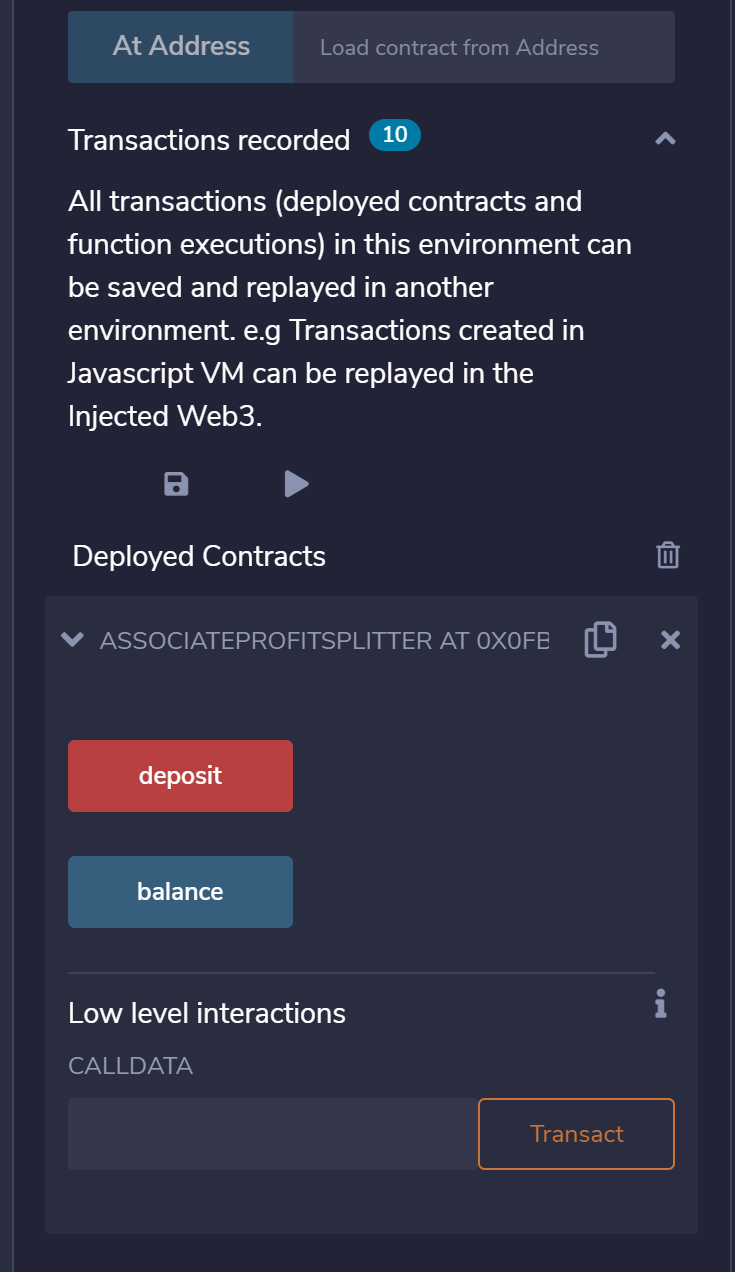 At Address
Load contract from Address
Transactions recorded 10
All transactions (deployed contracts and
function executions) in this environment can
be saved and replayed in another
environment. e.g Transactions created in
Javascript VM can be replayed in the
Injected Web3.
Deployed Contracts
ASSOCIATEPROFITSPLITTER AT 0X0FB
deposit
balance
Low level interactions
CALLDATA
Transact